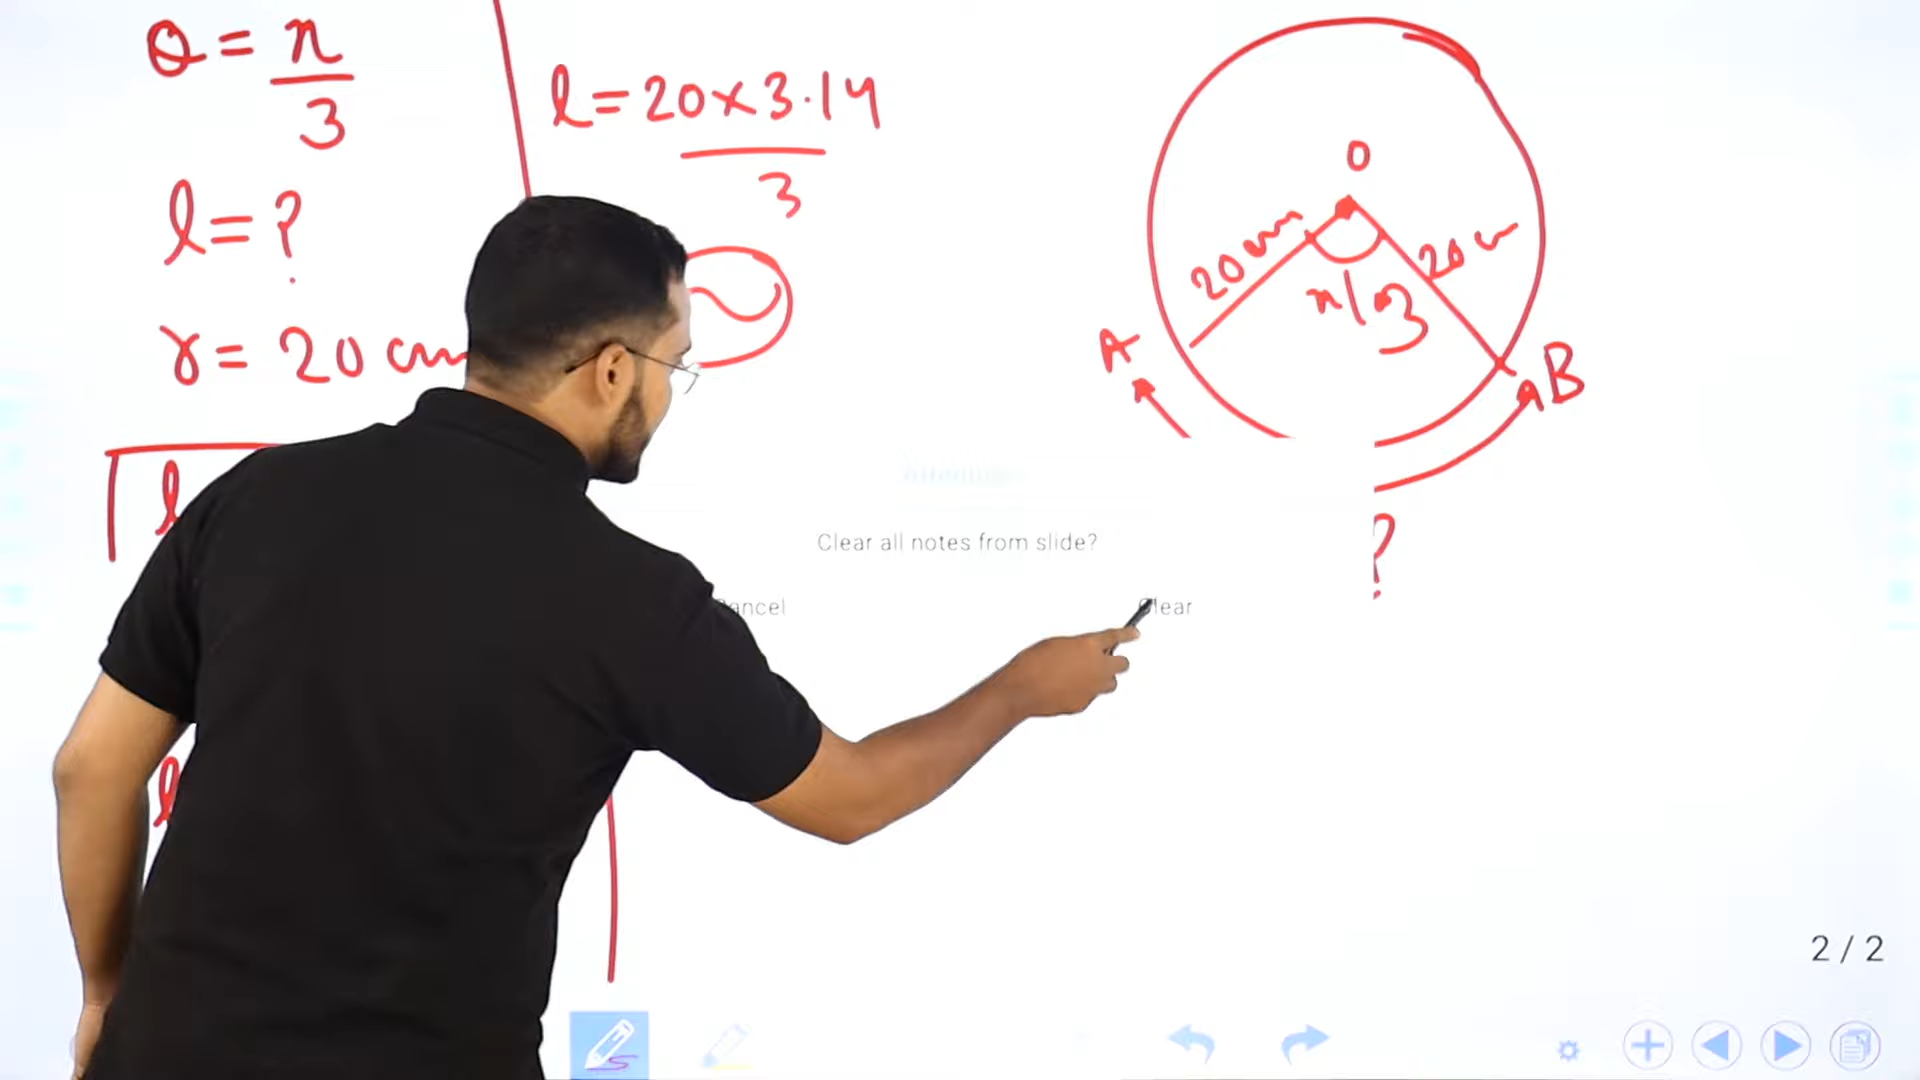 θ = π/3
l = ?
r = 20 cm
l
l
l = 20 × 3.14
3
O
20 cm
20 cm
π/3
A
B
?
Clear all notes from slide?
Cancel
Clear
2 / 2